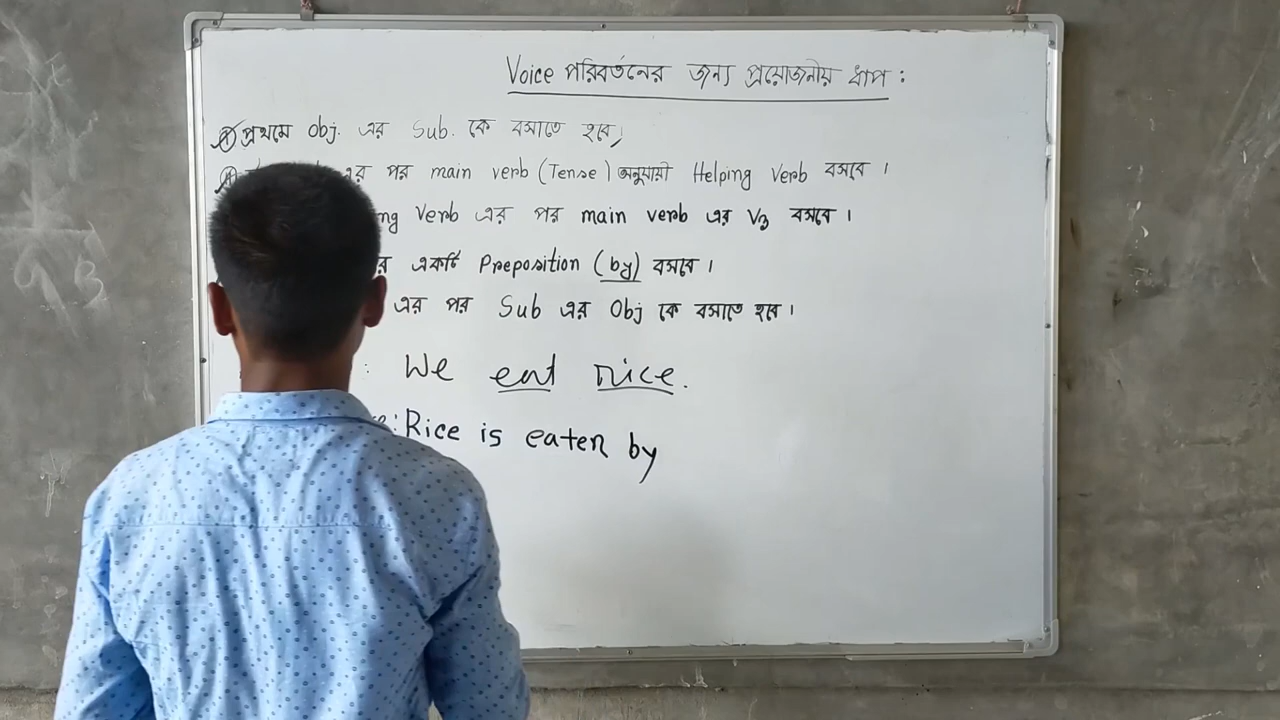 Voice পরিবর্তনের জন্য প্রয়োজনীয় ধাপ :
প্রথমে Obj. এর Sub. কে বসাতে হবে,
এর পর main verb (Tense) অনুযায়ী Helping Verb বসবে ।
ng Verb এর পর main verb এর V3 বসবে ।
র একটি Preposition (by) বসবে ।
এর পর Sub এর Obj কে বসাতে হবে ।
: We eat rice.
:Rice is eaten by